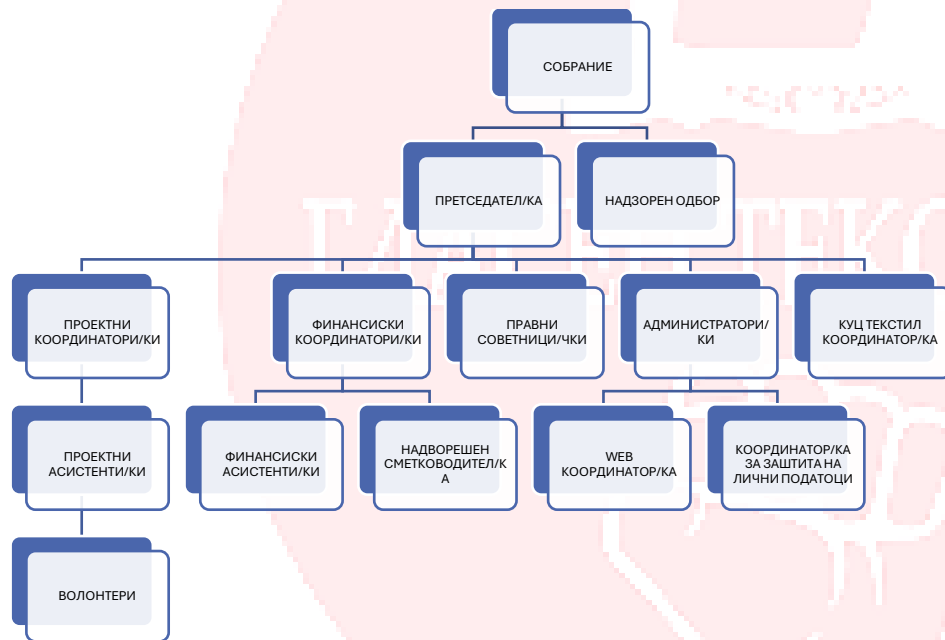 СОБРАНИЕ
ПРЕТСЕДАТЕЛ/КА
НАДЗОРЕН ОДБОР
ПРОЕКТНИ
КООРДИНАТОРИ/КИ
ФИНАНСИСКИ
КООРДИНАТОРИ/КИ
ПРАВНИ
СОВЕТНИЦИ/ЧКИ
АДМИНИСТРАТОРИ/
КИ
КУЦ ТЕКСТИЛ
КООРДИНАТОР/КА
ПРОЕКТНИ
АСИСТЕНТИ/КИ
ФИНАНСИСКИ
АСИСТЕНТИ/КИ
НАДВОРЕШЕН
СМЕТКОВОДИТЕЛ/К
А
WEB
КООРДИНАТОР/КА
КООРДИНАТОР/КА
ЗА ЗАШТИТА НА
ЛИЧНИ ПОДАТОЦИ
ВОЛОНТЕРИ